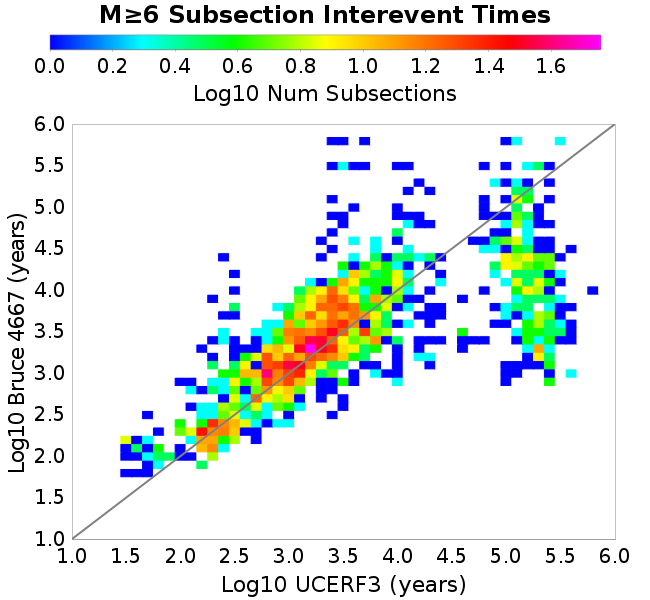 M≥6 Subsection Interevent Times
0.0 0.2 0.4 0.6 0.8 1.0 1.2 1.4 1.6
Log10 Num Subsections
Log10 Bruce 4667 (years)
6.0
5.5
5.0
4.5
4.0
3.5
3.0
2.5
2.0
1.5
1.0
1.0 1.5 2.0 2.5 3.0 3.5 4.0 4.5 5.0 5.5 6.0
Log10 UCERF3 (years)